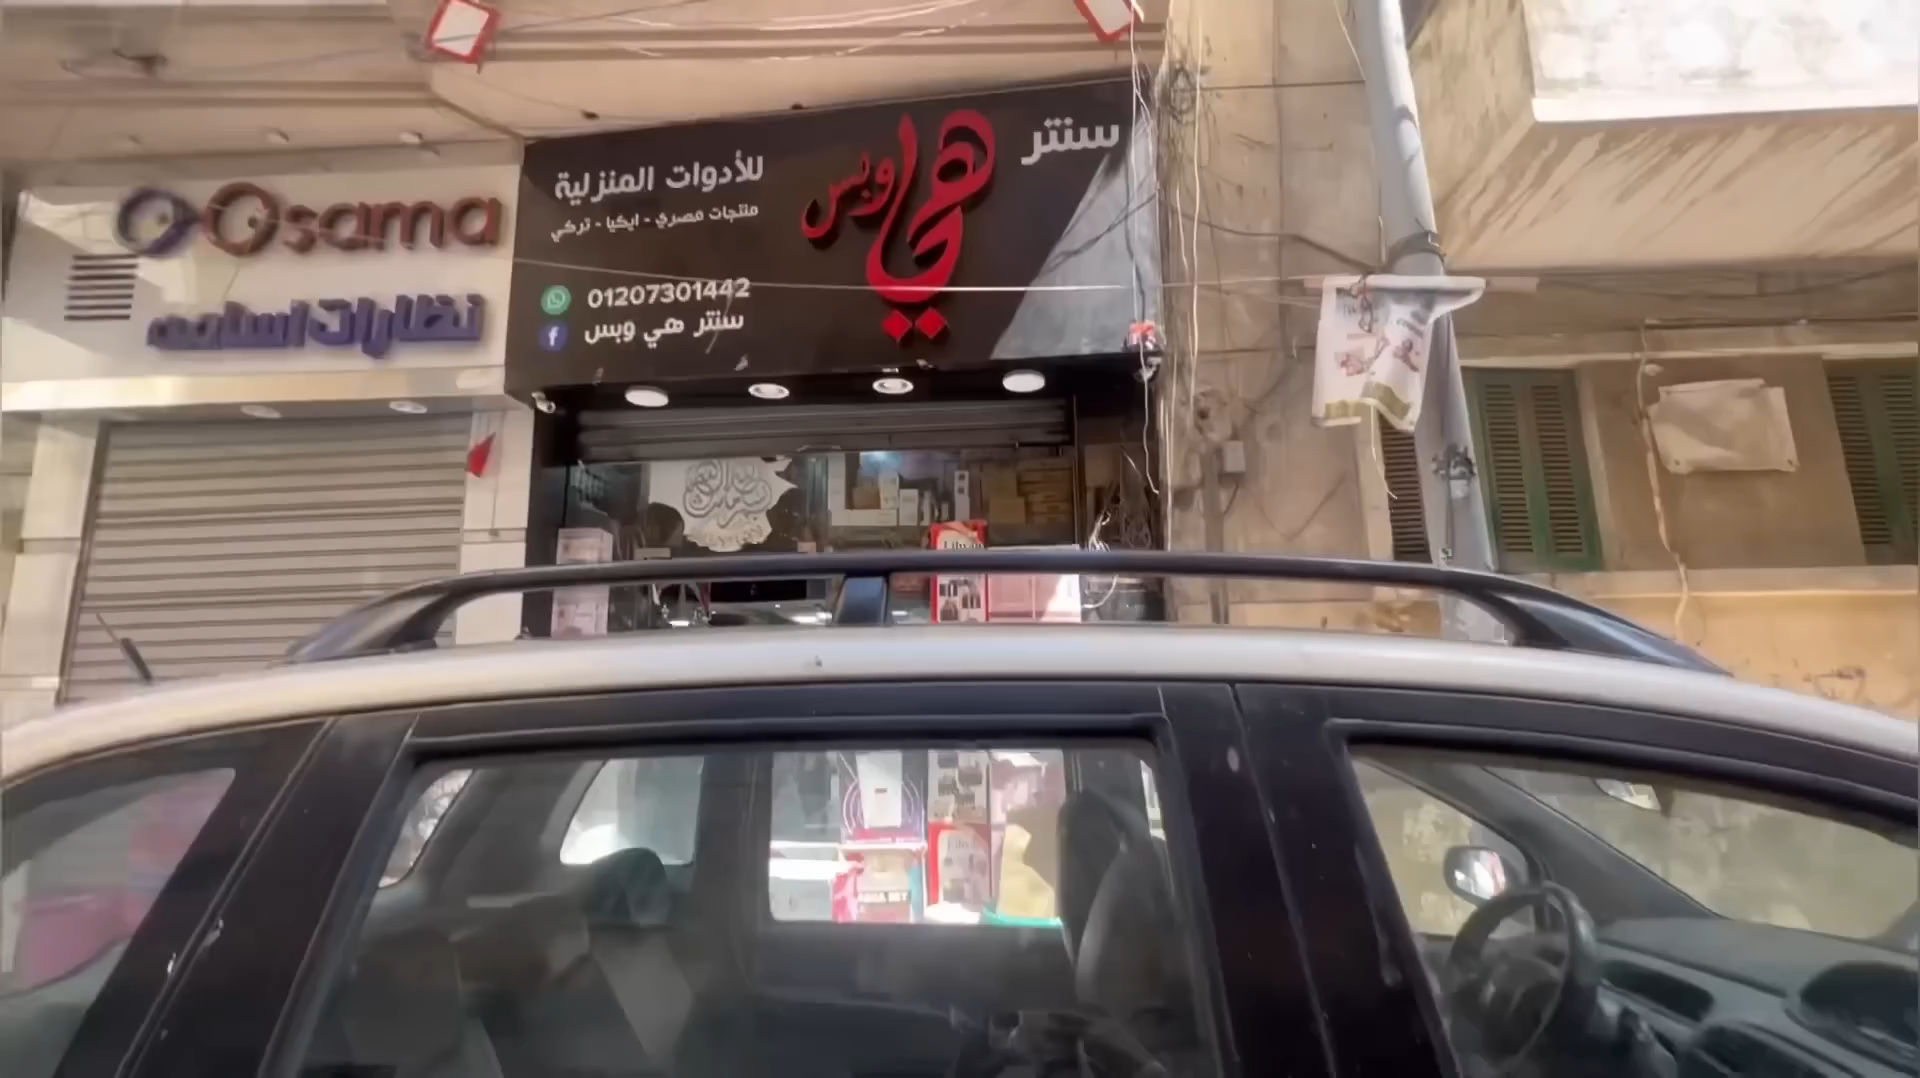 سنتر
هي وبس
للأدوات المنزلية
منتجات مصري - ايكيا - تركي
01207301442
سنتر هي وبس
Osama
نظارات اسامه